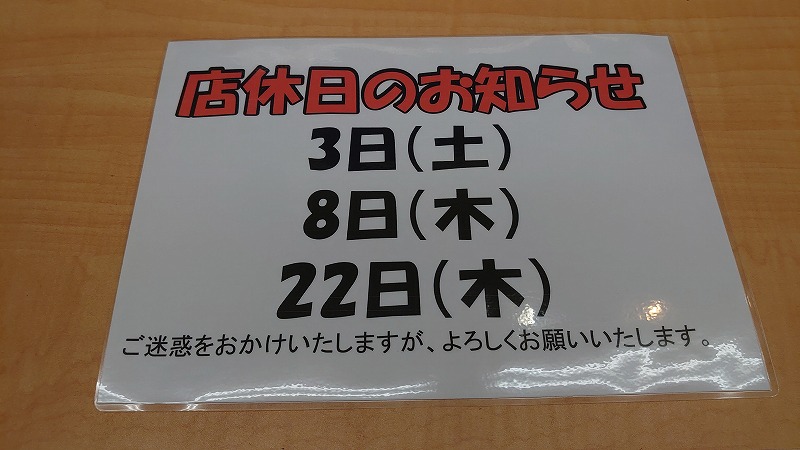 店休日のお知らせ
3日(土)
8日(木)
22日(木)
ご迷惑をおかけいたしますが、よろしくお願いいたします。